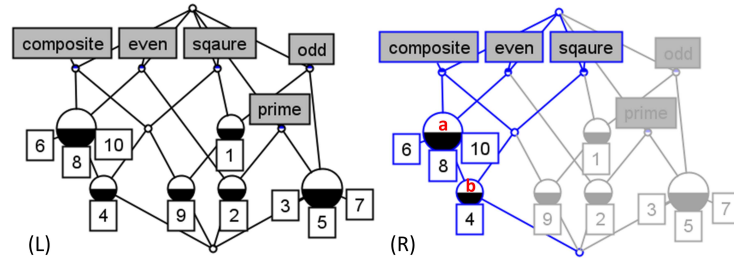 composite even sqaure odd
prime
6 8 10
1
4 9 2 3 5 7
(L)
composite even sqaure odd
prime
a
6 8 10
1
b
4 9 2 3 5 7
(R)